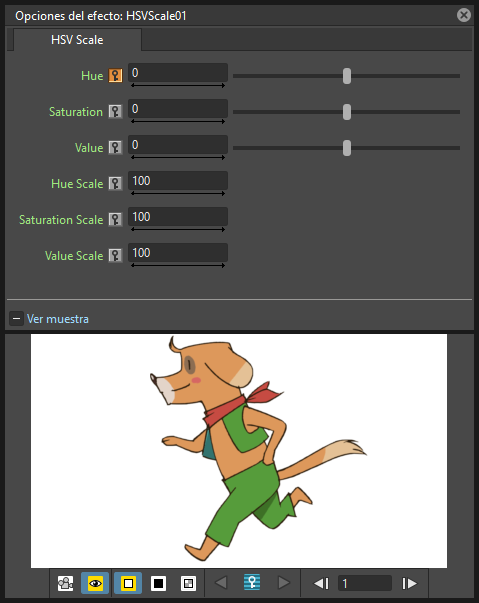 Opciones del efecto: HSVScale01
HSV Scale
Hue 0
Saturation 0
Value 0
Hue Scale 100
Saturation Scale 100
Value Scale 100
Ver muestra
1